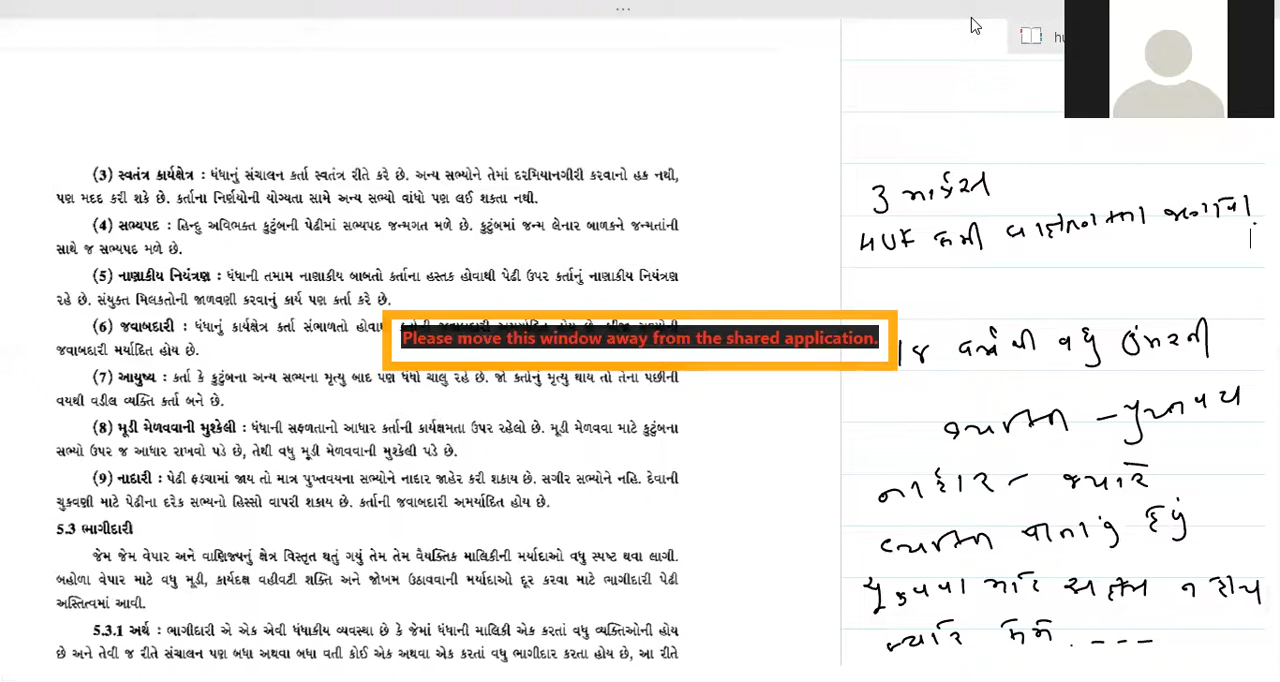 (3) સ્વતંત્ર કાર્યક્ષેત્ર : ધંધાનું સંચાલન કર્તા સ્વતંત્ર રીતે કરે છે. અન્ય સભ્યોને તેમાં દરમિયાનગીરી કરવાનો હક નથી,
પણ મદદ કરી શકે છે. કર્તાના નિર્ણયોની યોગ્યતા સામે અન્ય સભ્યો વાંધો પણ લઈ શકતા નથી.
(4) સભ્યપદ : હિન્દુ અવિભક્ત કુટુંબની પેઢીમાં સભ્યપદ જન્મગત મળે છે. કુટુંબમાં જન્મ લેનાર બાળકને જન્મતાંની
સાથે જ સભ્યપદ મળે છે.
(5) નાણાકીય નિયંત્રણ : ધંધાની તમામ નાણાકીય બાબતો કર્તાના હસ્તક હોવાથી પેઢી ઉપર કર્તાનું નાણાકીય નિયંત્રણ
રહે છે. સંયુક્ત મિલકતોની જાળવણી કરવાનું કાર્ય પણ કર્તા કરે છે.
(6) જવાબદારી : ધંધાનું કાર્યક્ષેત્ર કર્તા સંભાળતો
જવાબદારી મર્યાદિત હોય છે.
Please move this window away from the shared application.
(7) આયુષ્ય : કર્તા કે કુટુંબના અન્ય સભ્યના મૃત્યુ બાદ પણ ધંધો ચાલુ રહે છે. જો કર્તાનું મૃત્યુ થાય તો તેના પછીની
વયથી વડીલ વ્યક્તિ કર્તા બને છે.
(8) મૂડી મેળવવાની મુશ્કેલી : ધંધાની સફળતાનો આધાર કર્તાની કાર્યક્ષમતા ઉપર રહેલો છે. મૂડી મેળવવા માટે કુટુંબના
સભ્યો ઉપર જ આધાર રાખવો પડે છે, તેથી વધુ મૂડી મેળવવાની મુશ્કેલી પડે છે.
(9) નાદારી : પેઢી ફડચામાં જાય તો માત્ર પુખ્તવયના સભ્યોને નાદાર જાહેર કરી શકાય છે. સગીર સભ્યોને નહિ. દેવાની
ચુકવણી માટે પેઢીના દરેક સભ્યનો હિસ્સો વાપરી શકાય છે. કર્તાની જવાબદારી અમર્યાદિત હોય છે.
5.3 ભાગીદારી
જેમ જેમ વેપાર અને વાણિજ્યનું ક્ષેત્ર વિસ્તૃત થતું ગયું તેમ તેમ વૈયક્તિક માલિકીની મર્યાદાઓ વધુ સ્પષ્ટ થવા લાગી.
બહોળા વેપાર માટે વધુ મૂડી, કાર્યદક્ષ વહીવટી શક્તિ અને જોખમ ઉઠાવવાની મર્યાદાઓ દૂર કરવા માટે ભાગીદારી પેઢી
અસ્તિત્વમાં આવી.
5.3.1 અર્થ : ભાગીદારી એ એક એવી ધંધાકીય વ્યવસ્થા છે કે જેમાં ધંધાની માલિકી એક કરતાં વધુ વ્યક્તિઓની હોય
છે અને તેવી જ રીતે સંચાલન પણ બધા અથવા બધા વતી કોઈ એક અથવા એક કરતાં વધુ ભાગીદાર કરતા હોય છે, આ રીતે
hu
3 માર્કસ
HUF ની લાક્ષણિકતા જણાવો.
વર્ષથી વધુ ઉંમરની
વ્યક્તિ - પુખ્તવય
નાદાર - જ્યારે
વ્યક્તિ પોતાનું દેવું
ચૂકવવા માટે સક્ષમ ન હોય
ત્યારે તેને . ---